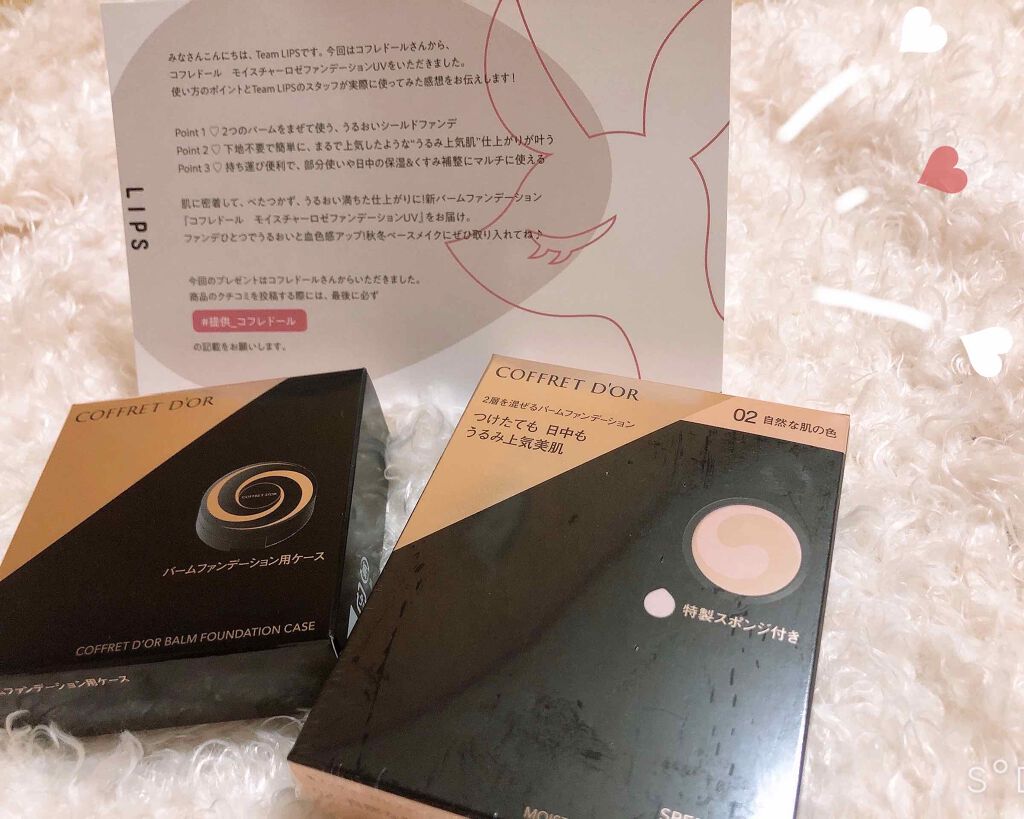 みなさんこんにちは、Team LIPSです。今回はコフレドールさんから、
コフレドール モイスチャーロゼファンデーションUVをいただきました。
使い方のポイントとTeam LIPSのスタッフが実際に使ってみた感想をお伝えします!
Point 1 ♡ 2つのバームをまぜて使う、うるおいシールドファンデ
Point 2 ♡ 下地不要で簡単に、まるで上気したような"うるみ上気肌"仕上がりが叶う
Point 3 ♡ 持ち運び便利で、部分使いや日中の保湿&くすみ補整にマルチに使える
LIPS
肌に密着して、べたつかず、うるおい満ちた仕上がりに!新バームファンデーション
『コフレドール モイスチャーロゼファンデーションUV』をお届け。
ファンデひとつでうるおいと血色感アップ!秋冬ベースメイクにぜひ取り入れてね♪
今回のプレゼントはコフレドールさんからいただきました。
商品のクチコミを投稿する際には、最後に必ず
#提供_コフレドール
の記載をお願いします。
COFFRET D'OR
COFFRET D'OR
バームファンデーション用ケース
COFFRET D'OR BALM FOUNDATION CASE
ムファンデーション用ケース
COFFRET D'OR
2層を混ぜるバームファンデーション
つけたても 日中も
うるみ上気美肌
02 自然な肌の色
特製スポンジ付き